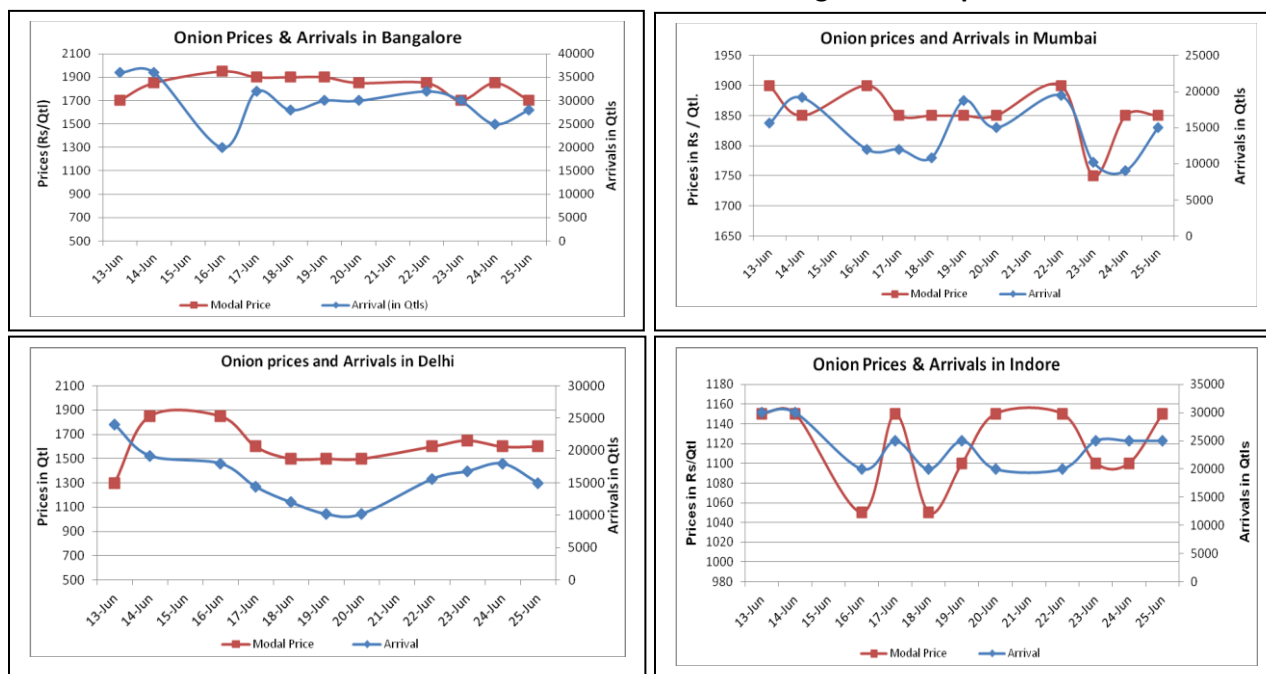 Onion Prices & Arrivals in Bangalore
Prices (Rs/Qtl)
2100
1900
1700
1500
1300
1100
900
700
500
40000
35000
30000
25000
20000
15000
10000
5000
0
Arrivals in Qtls
13-Jun
14-Jun
15-Jun
16-Jun
17-Jun
18-Jun
19-Jun
20-Jun
21-Jun
22-Jun
23-Jun
24-Jun
25-Jun
Modal Price
Arrival (in Qtls)
Onion prices and Arrivals in Mumbai
Prices in Rs / Qtl.
1950
1900
1850
1800
1750
1700
1650
25000
20000
15000
10000
5000
0
Arrivals in Qtls
13-Jun
14-Jun
15-Jun
16-Jun
17-Jun
18-Jun
19-Jun
20-Jun
21-Jun
22-Jun
23-Jun
24-Jun
25-Jun
Modal Price
Arrival
Onion prices and Arrivals in Delhi
Prices in Qtl
2100
1900
1700
1500
1300
1100
900
700
500
30000
25000
20000
15000
10000
5000
0
Arrivals in Qtls
13-Jun
14-Jun
15-Jun
16-Jun
17-Jun
18-Jun
19-Jun
20-Jun
21-Jun
22-Jun
23-Jun
24-Jun
25-Jun
Modal Price
Arrival
Onion Prices & Arrivals in Indore
Prices in Rs/Qtl
1180
1160
1140
1120
1100
1080
1060
1040
1020
1000
980
35000
30000
25000
20000
15000
10000
5000
0
Arrivals in Qtls
13-Jun
14-Jun
15-Jun
16-Jun
17-Jun
18-Jun
19-Jun
20-Jun
21-Jun
22-Jun
23-Jun
24-Jun
25-Jun
Modal Price
Arrival